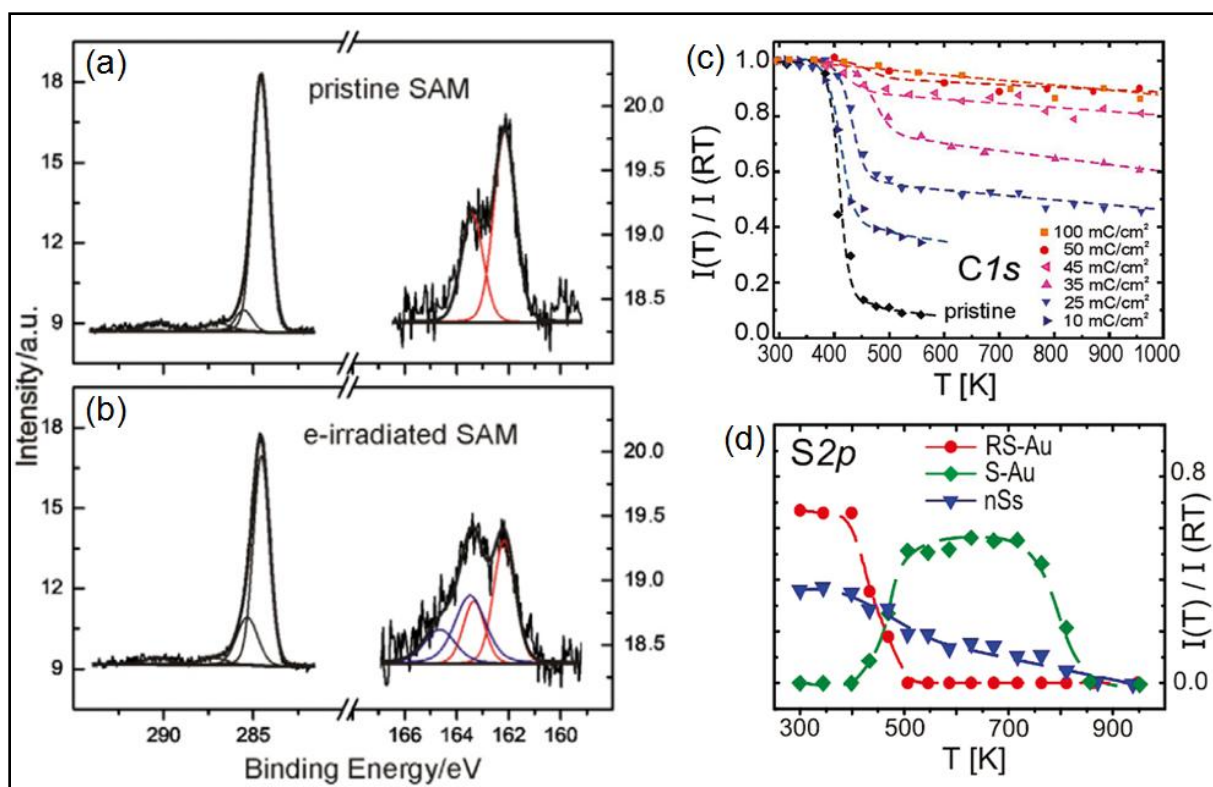 (a)
pristine SAM
18
15
12
9
20.0
19.5
19.0
18.5
(b)
e-irradiated SAM
18
15
12
9
20.0
19.5
19.0
18.5
Intensity/a.u.
290 285 166 164 162 160
Binding Energy/eV
(c)
1.0
0.8
0.6
0.4
0.2
0.0
I(T) / I (RT)
100 mC/cm²
50 mC/cm²
45 mC/cm²
35 mC/cm²
25 mC/cm²
10 mC/cm²
C1s
pristine
300 400 500 600 700 800 900 1000
T [K]
(d)
S2p
RS-Au
S-Au
nSs
0.8
0.0
I(T) / I (RT)
300 500 700 900
T [K]